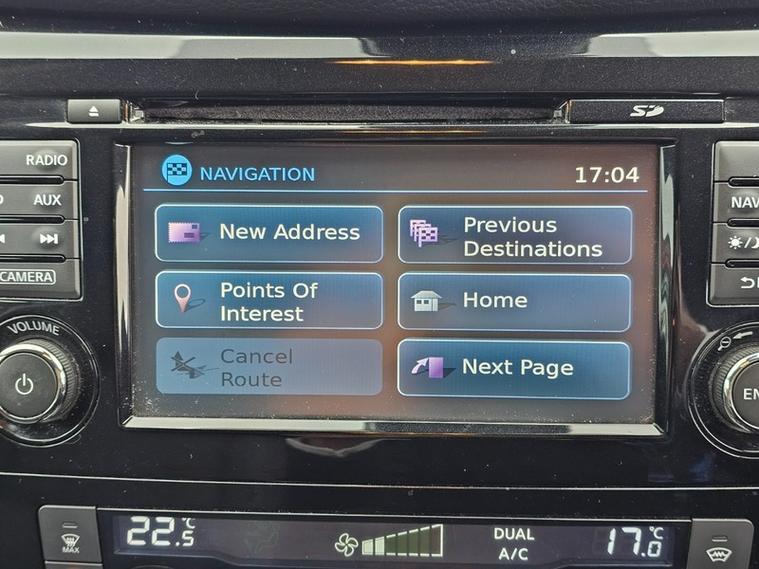 SD
RADIO
AUX
CAMERA
VOLUME
NAVIGATION
17:04
New Address
Previous
Destinations
Points Of
Interest
Home
Cancel
Route
Next Page
NAV
MAX
22.5°C
DUAL
A/C
17.0°C